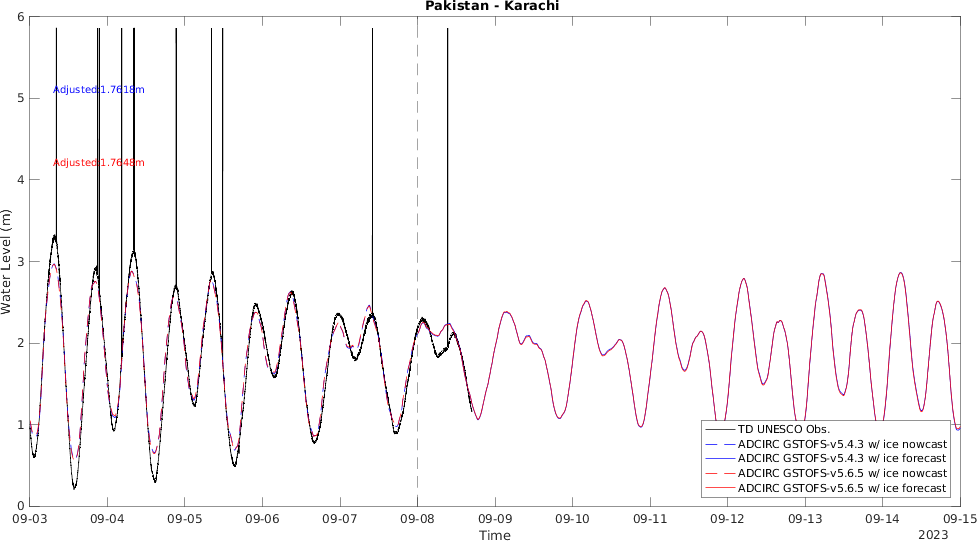 Pakistan - Karachi
Water Level (m)
6
5
4
3
2
1
0
Adjusted:1.7618m
Adjusted:1.7648m
TD UNESCO Obs.
ADCIRC GSTOFS-v5.4.3 w/ ice nowcast
ADCIRC GSTOFS-v5.4.3 w/ ice forecast
ADCIRC GSTOFS-v5.6.5 w/ ice nowcast
ADCIRC GSTOFS-v5.6.5 w/ ice forecast
09-03 09-04 09-05 09-06 09-07 09-08 09-09 09-10 09-11 09-12 09-13 09-14 09-15
Time
2023